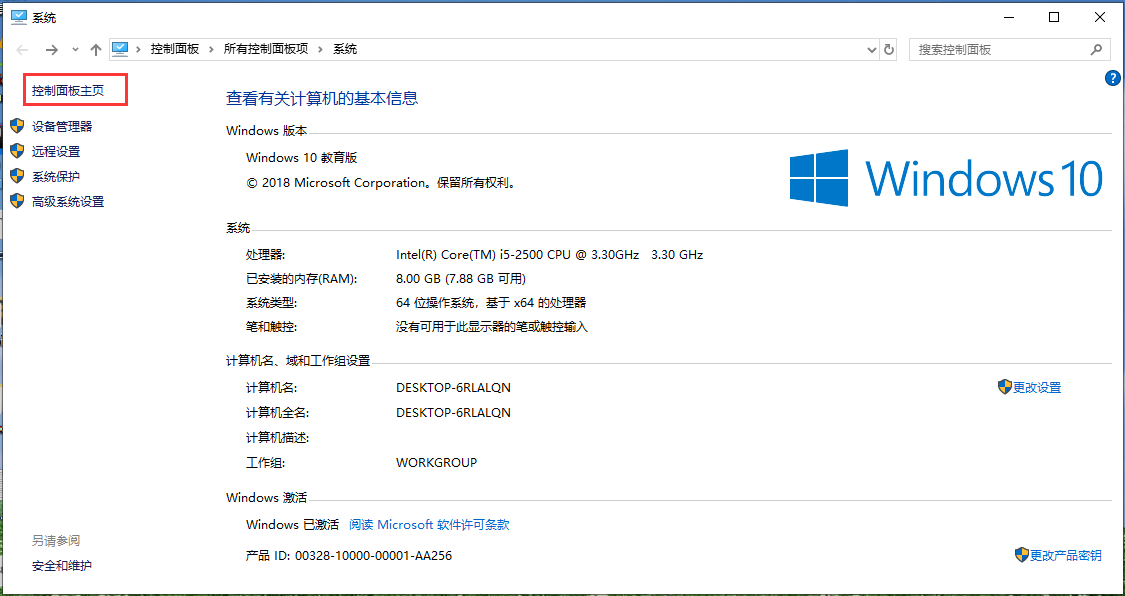 系统
控制面板 › 所有控制面板项 › 系统
搜索控制面板
控制面板主页
设备管理器
远程设置
系统保护
高级系统设置
查看有关计算机的基本信息
Windows 版本
Windows 10 教育版
© 2018 Microsoft Corporation。保留所有权利。
Windows 10
系统
处理器: Intel(R) Core(TM) i5-2500 CPU @ 3.30GHz 3.30 GHz
已安装的内存(RAM): 8.00 GB (7.88 GB 可用)
系统类型: 64 位操作系统，基于 x64 的处理器
笔和触控: 没有可用于此显示器的笔或触控输入
计算机名、域和工作组设置
计算机名: DESKTOP-6RLALQN 更改设置
计算机全名: DESKTOP-6RLALQN
计算机描述:
工作组: WORKGROUP
Windows 激活
Windows 已激活 阅读 Microsoft 软件许可条款
产品 ID: 00328-10000-00001-AA256 更改产品密钥
另请参阅
安全和维护